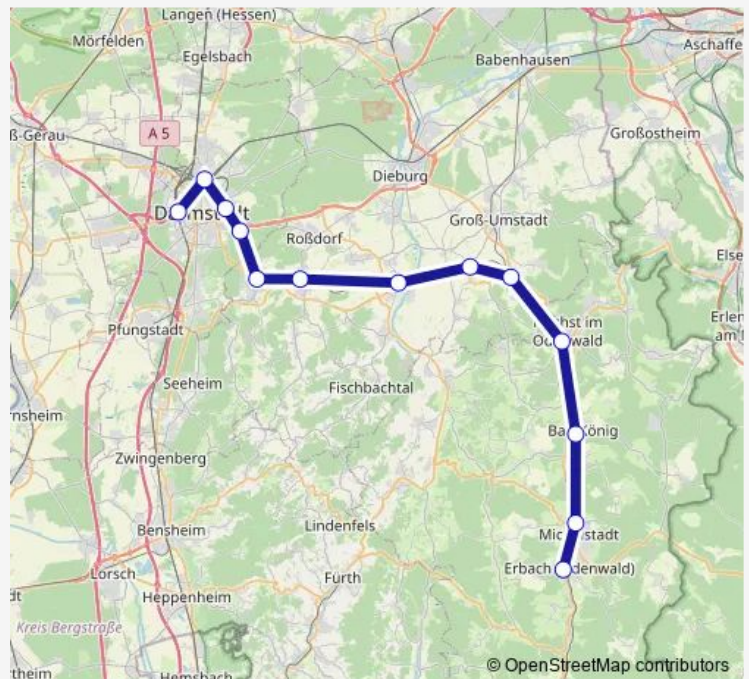 Langen (Hessen)
Mörfelden
Aschaffe
Egelsbach
Babenhausen
ß-Gerau
A 5
Großostheim
Dieburg
Groß-Umstadt
Roßdorf
Else
Erlen
am
Pfungstadt
Seeheim
Fischbachtal
rnsheim
Zwingenberg
Bensheim
Lindenfels
Lorsch
Fürth
dt
Heppenheim
Kreis Bergstraße
theim
Hemsbach
© OpenStreetMap contributors